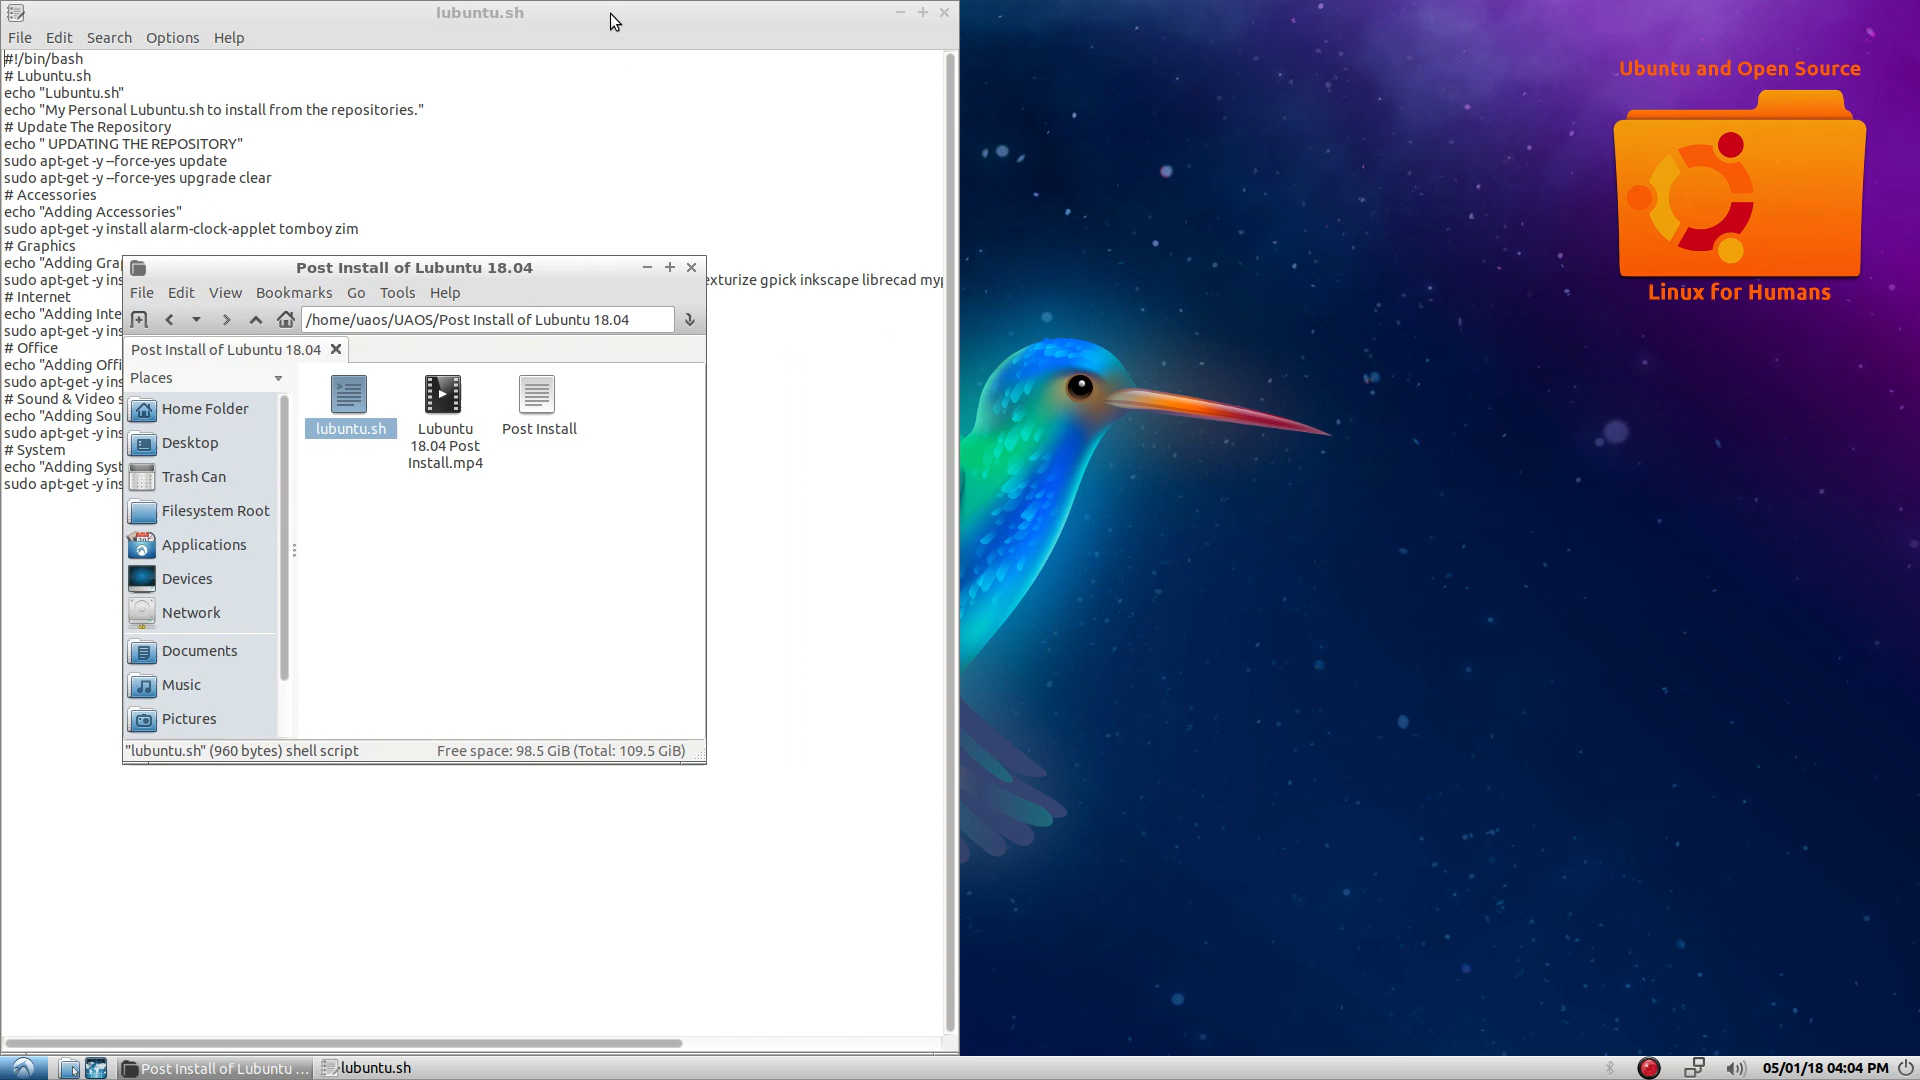 lubuntu.sh
File Edit Search Options Help
#!/bin/bash
# Lubuntu.sh
echo "Lubuntu.sh"
echo "My Personal Lubuntu.sh to install from the repositories."
# Update The Repository
echo " UPDATING THE REPOSITORY"
sudo apt-get -y --force-yes update
sudo apt-get -y --force-yes upgrade clear
# Accessories
echo "Adding Accessories"
sudo apt-get -y install alarm-clock-applet tomboy zim
# Graphics
echo "Adding Gra
sudo apt-get -y ins
exturize gpick inkscape librecad myp
# Internet
echo "Adding Inte
sudo apt-get -y ins
# Office
echo "Adding Offi
sudo apt-get -y ins
# Sound & Video s
echo "Adding Sou
sudo apt-get -y ins
# System
echo "Adding Syst
sudo apt-get -y ins
Post Install of Lubuntu 18.04
File Edit View Bookmarks Go Tools Help
/home/uaos/UAOS/Post Install of Lubuntu 18.04
Post Install of Lubuntu 18.04
Places
Home Folder
Desktop
Trash Can
Filesystem Root
Applications
Devices
Network
Documents
Music
Pictures
lubuntu.sh
Lubuntu
18.04 Post
Install.mp4
Post Install
"lubuntu.sh" (960 bytes) shell script
Free space: 98.5 GiB (Total: 109.5 GiB)
Ubuntu and Open Source
Linux for Humans
Post Install of Lubuntu ...
lubuntu.sh
05/01/18 04:04 PM